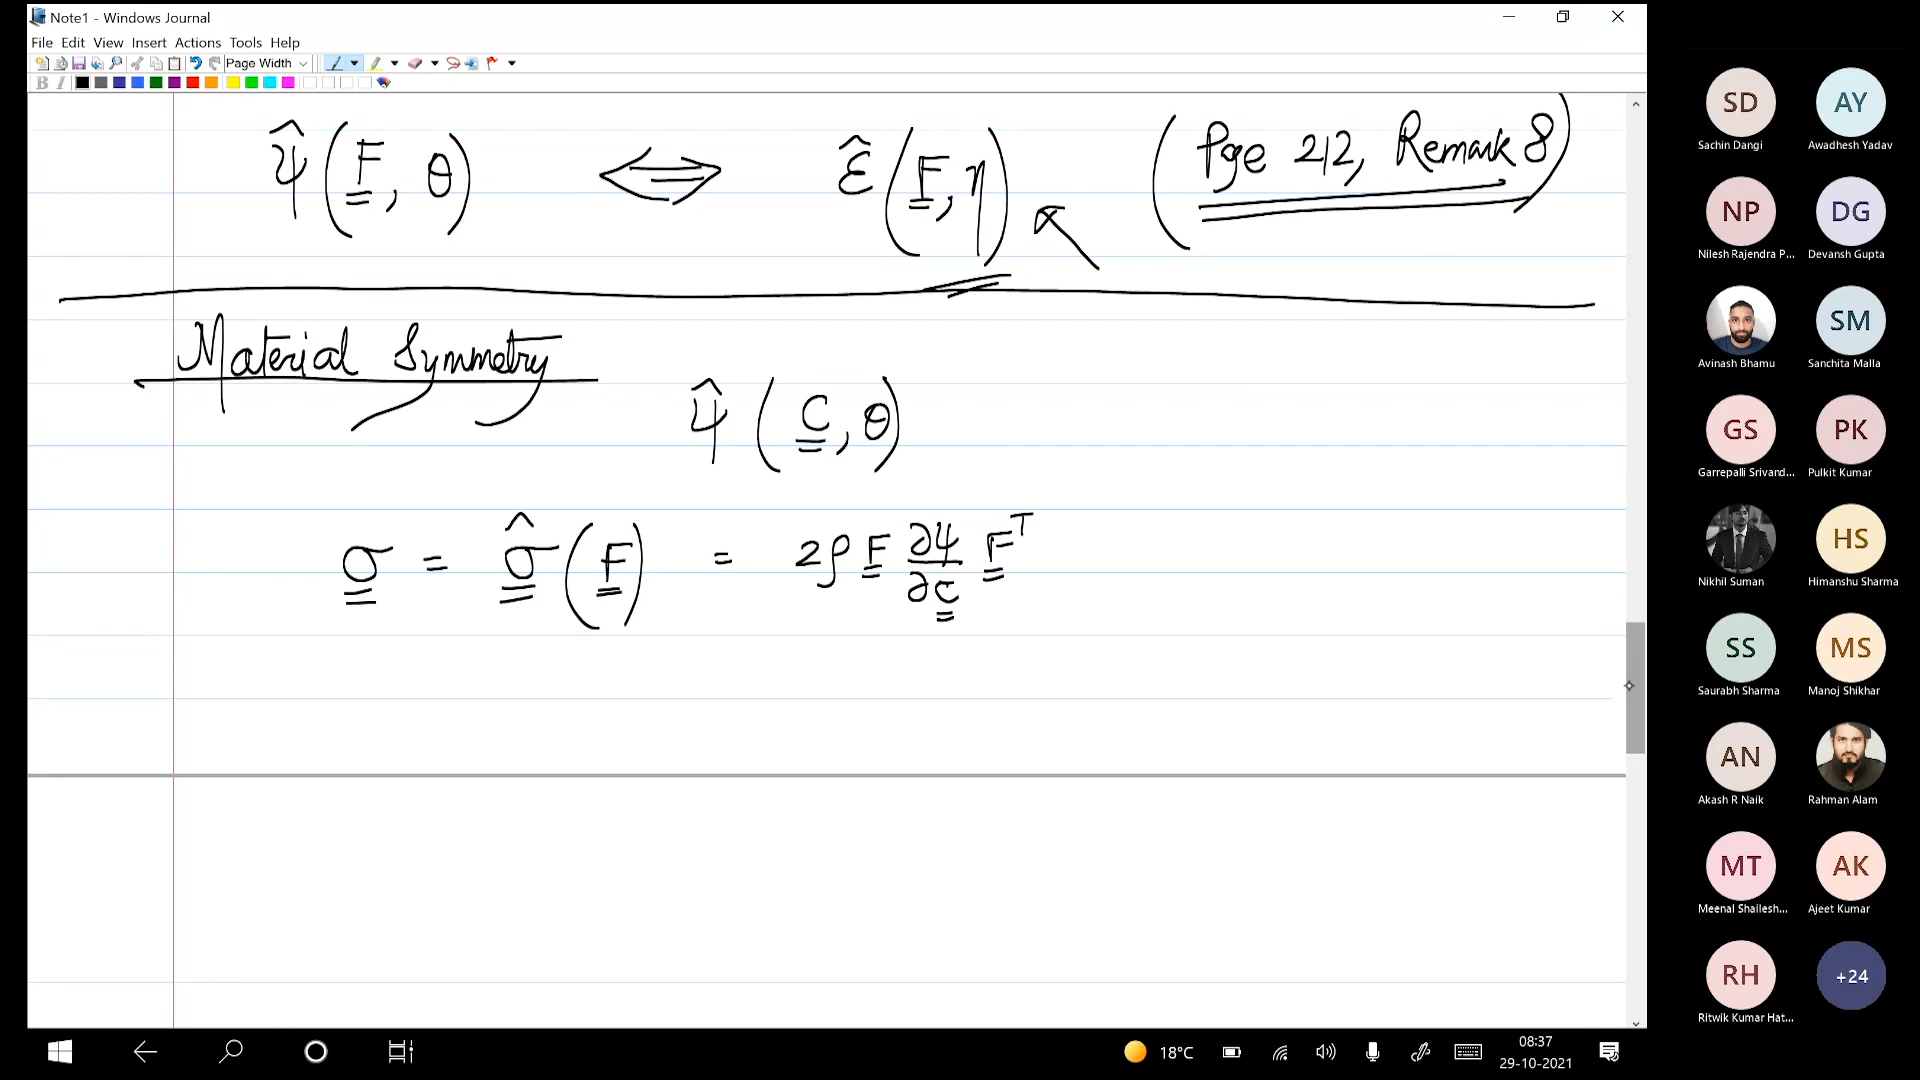 Note1 - Windows Journal
File Edit View Insert Actions Tools Help
Page Width
B I
ψ̂(F, θ) ⟺ ε̂(F, η) (Page 212, Remark 8)
Material Symmetry
ψ̂(C, θ)
σ = σ̂(F) = 2ρF ∂ψ/∂C Fᵀ
SD AY
Sachin Dangi Awadhesh Yadav
NP DG
Nilesh Rajendra P... Devansh Gupta
SM
Avinash Bhamu Sanchita Malla
GS PK
Garrepalli Srivand... Pulkit Kumar
HS
Nikhil Suman Himanshu Sharma
SS MS
Saurabh Sharma Manoj Shikhar
AN
Akash R Naik Rahman Alam
MT AK
Meenal Shailesh... Ajeet Kumar
RH +24
Ritwik Kumar Hat...
18°C
08:37
29-10-2021